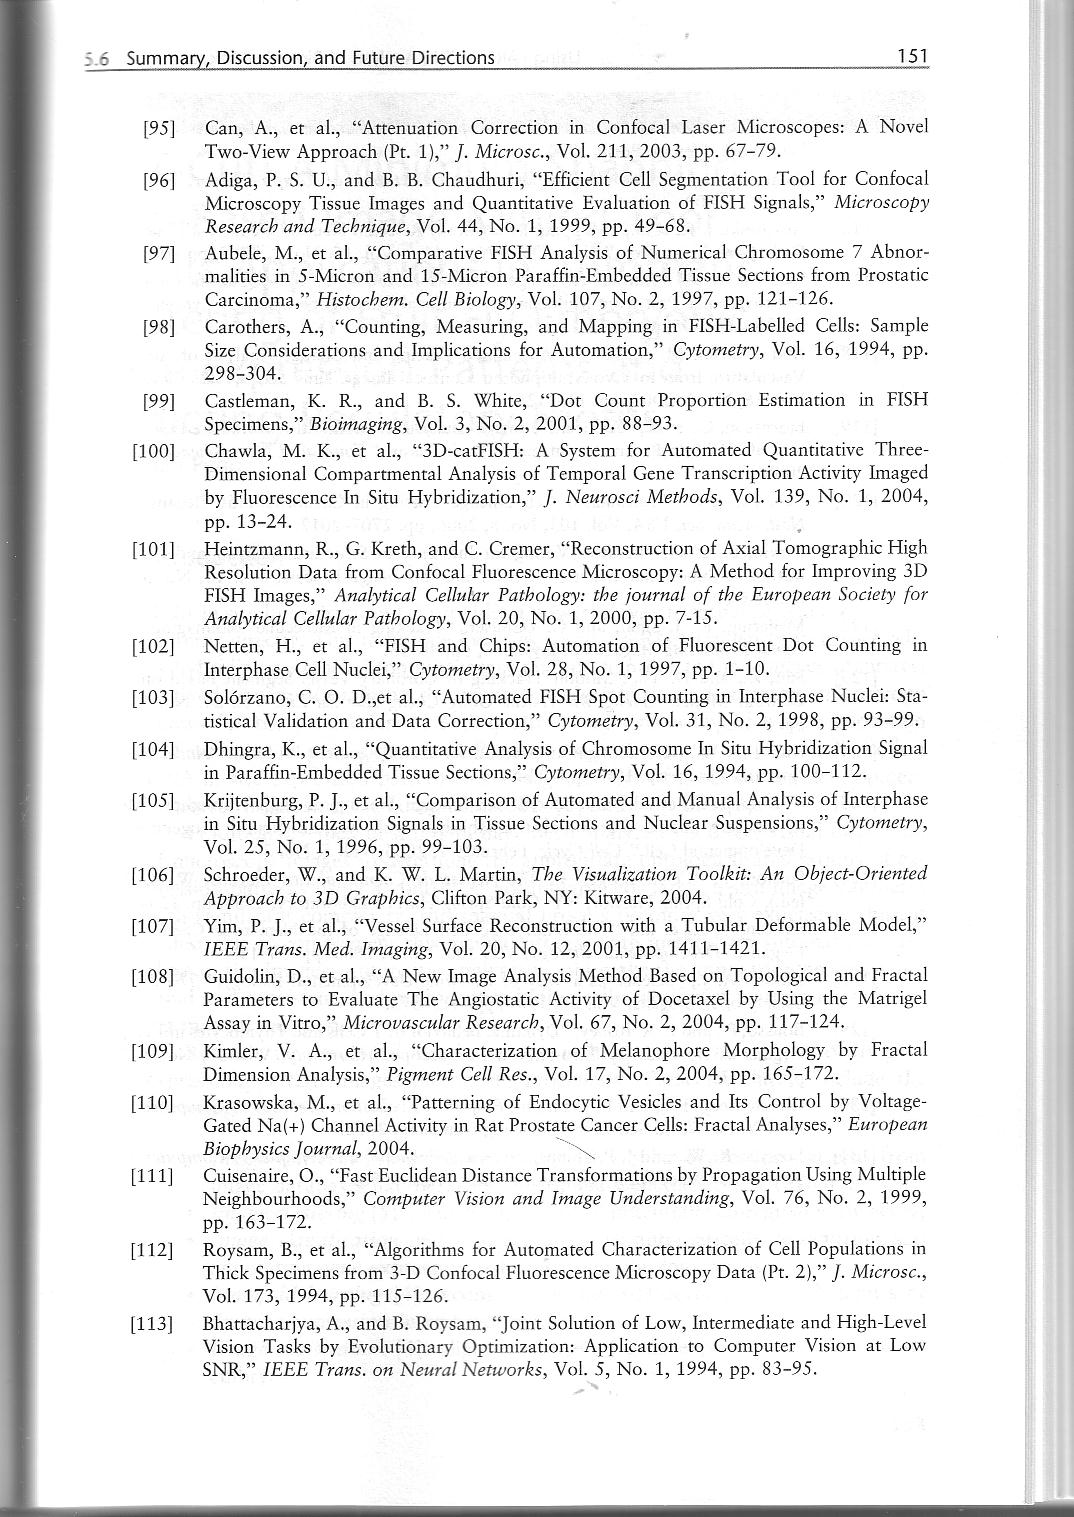 5.6 Summary, Discussion, and Future Directions 151
[95] Can, A., et al., “Attenuation Correction in Confocal Laser Microscopes: A Novel
Two-View Approach (Pt. 1),” J. Microsc., Vol. 211, 2003, pp. 67–79.
[96] Adiga, P. S. U., and B. B. Chaudhuri, “Efficient Cell Segmentation Tool for Confocal
Microscopy Tissue Images and Quantitative Evaluation of FISH Signals,” Microscopy
Research and Technique, Vol. 44, No. 1, 1999, pp. 49–68.
[97] Aubele, M., et al., “Comparative FISH Analysis of Numerical Chromosome 7 Abnor-
malities in 5-Micron and 15-Micron Paraffin-Embedded Tissue Sections from Prostatic
Carcinoma,” Histochem. Cell Biology, Vol. 107, No. 2, 1997, pp. 121–126.
[98] Carothers, A., “Counting, Measuring, and Mapping in FISH-Labelled Cells: Sample
Size Considerations and Implications for Automation,” Cytometry, Vol. 16, 1994, pp.
298–304.
[99] Castleman, K. R., and B. S. White, “Dot Count Proportion Estimation in FISH
Specimens,” Bioimaging, Vol. 3, No. 2, 2001, pp. 88–93.
[100] Chawla, M. K., et al., “3D-catFISH: A System for Automated Quantitative Three-
Dimensional Compartmental Analysis of Temporal Gene Transcription Activity Imaged
by Fluorescence In Situ Hybridization,” J. Neurosci Methods, Vol. 139, No. 1, 2004,
pp. 13–24.
[101] Heintzmann, R., G. Kreth, and C. Cremer, “Reconstruction of Axial Tomographic High
Resolution Data from Confocal Fluorescence Microscopy: A Method for Improving 3D
FISH Images,” Analytical Cellular Pathology: the journal of the European Society for
Analytical Cellular Pathology, Vol. 20, No. 1, 2000, pp. 7-15.
[102] Netten, H., et al., “FISH and Chips: Automation of Fluorescent Dot Counting in
Interphase Cell Nuclei,” Cytometry, Vol. 28, No. 1, 1997, pp. 1–10.
[103] Solórzano, C. O. D.,et al., “Automated FISH Spot Counting in Interphase Nuclei: Sta-
tistical Validation and Data Correction,” Cytometry, Vol. 31, No. 2, 1998, pp. 93–99.
[104] Dhingra, K., et al., “Quantitative Analysis of Chromosome In Situ Hybridization Signal
in Paraffin-Embedded Tissue Sections,” Cytometry, Vol. 16, 1994, pp. 100–112.
[105] Krijtenburg, P. J., et al., “Comparison of Automated and Manual Analysis of Interphase
in Situ Hybridization Signals in Tissue Sections and Nuclear Suspensions,” Cytometry,
Vol. 25, No. 1, 1996, pp. 99–103.
[106] Schroeder, W., and K. W. L. Martin, The Visualization Toolkit: An Object-Oriented
Approach to 3D Graphics, Clifton Park, NY: Kitware, 2004.
[107] Yim, P. J., et al., “Vessel Surface Reconstruction with a Tubular Deformable Model,”
IEEE Trans. Med. Imaging, Vol. 20, No. 12, 2001, pp. 1411–1421.
[108] Guidolin, D., et al., “A New Image Analysis Method Based on Topological and Fractal
Parameters to Evaluate The Angiostatic Activity of Docetaxel by Using the Matrigel
Assay in Vitro,” Microvascular Research, Vol. 67, No. 2, 2004, pp. 117–124.
[109] Kimler, V. A., et al., “Characterization of Melanophore Morphology by Fractal
Dimension Analysis,” Pigment Cell Res., Vol. 17, No. 2, 2004, pp. 165–172.
[110] Krasowska, M., et al., “Patterning of Endocytic Vesicles and Its Control by Voltage-
Gated Na(+) Channel Activity in Rat Prostate Cancer Cells: Fractal Analyses,” European
Biophysics Journal, 2004.
[111] Cuisenaire, O., “Fast Euclidean Distance Transformations by Propagation Using Multiple
Neighbourhoods,” Computer Vision and Image Understanding, Vol. 76, No. 2, 1999,
pp. 163–172.
[112] Roysam, B., et al., “Algorithms for Automated Characterization of Cell Populations in
Thick Specimens from 3-D Confocal Fluorescence Microscopy Data (Pt. 2),” J. Microsc.,
Vol. 173, 1994, pp. 115–126.
[113] Bhattacharjya, A., and B. Roysam, “Joint Solution of Low, Intermediate and High-Level
Vision Tasks by Evolutionary Optimization: Application to Computer Vision at Low
SNR,” IEEE Trans. on Neural Networks, Vol. 5, No. 1, 1994, pp. 83–95.